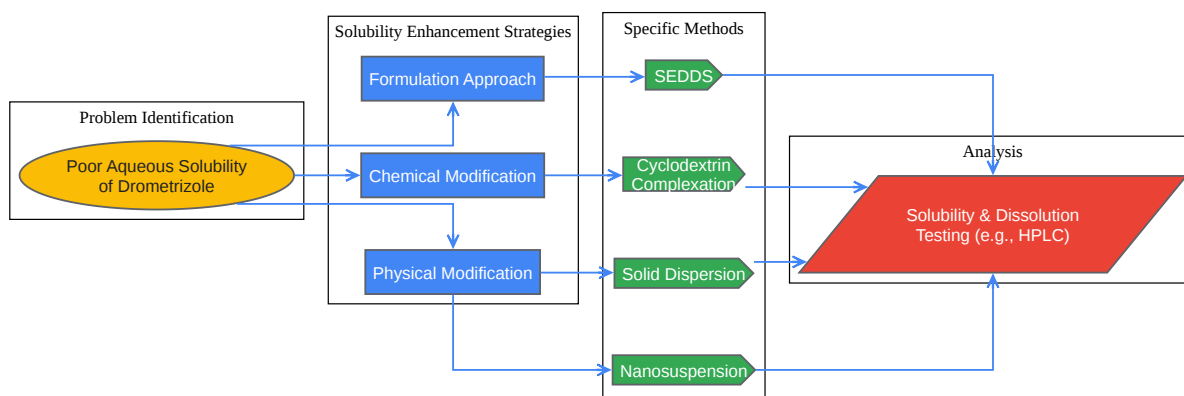 Problem Identification
Poor Aqueous Solubility
of Drometrizole
Solubility Enhancement Strategies
Formulation Approach
Chemical Modification
Physical Modification
Specific Methods
SEDDS
Cyclodextrin
Complexation
Solid Dispersion
Nanosuspension
Analysis
Solubility & Dissolution
Testing (e.g., HPLC)